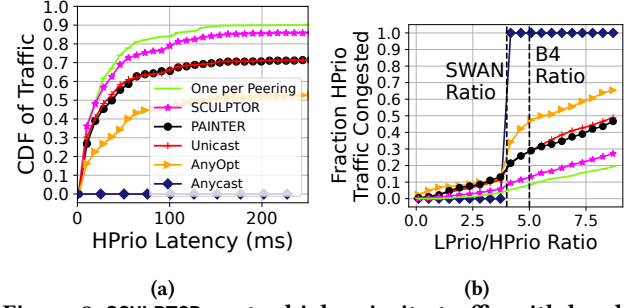 CDF of Traffic
1.0
0.9
0.8
0.7
0.6
0.5
0.4
0.3
0.2
0.1
0.0
0
100
200
HPrio Latency (ms)
One per Peering
SCULPTOR
PAINTER
Unicast
AnyOpt
Anycast
(a)
Fraction HPrio
Traffic Congested
1.0
0.9
0.8
0.7
0.6
0.5
0.4
0.3
0.2
0.1
0.0
SWAN
Ratio
B4
Ratio
0.0
2.5
5.0
7.5
LPrio/HPrio Ratio
(b)